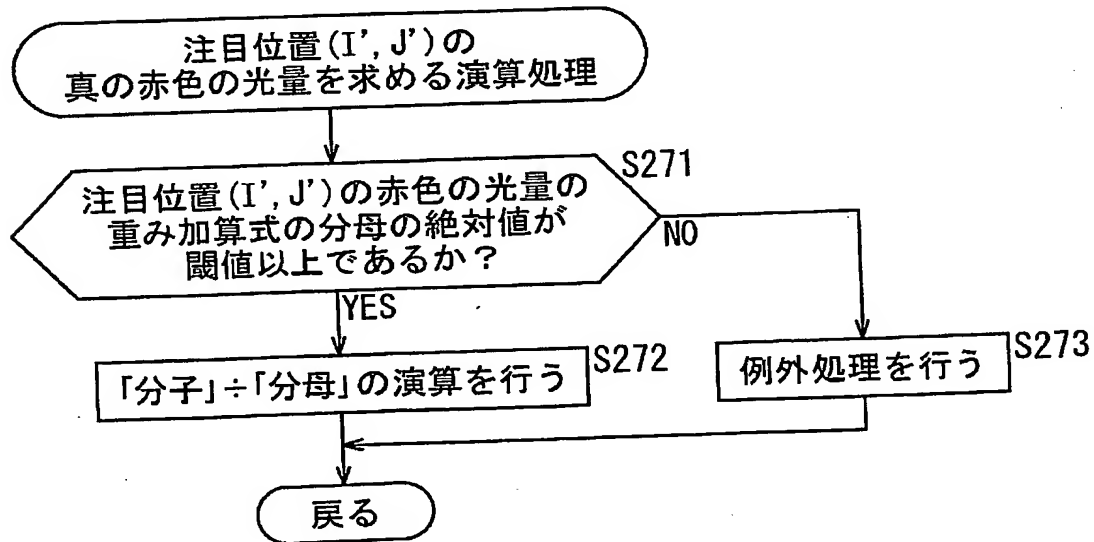 注目位置(I', J')の
真の赤色の光量を求める演算処理
S271
注目位置(I', J')の赤色の光量の
重み加算式の分母の絶対値が
閾値以上であるか？
NO
YES
「分子」÷「分母」の演算を行う
S272
例外処理を行う
S273
戻る